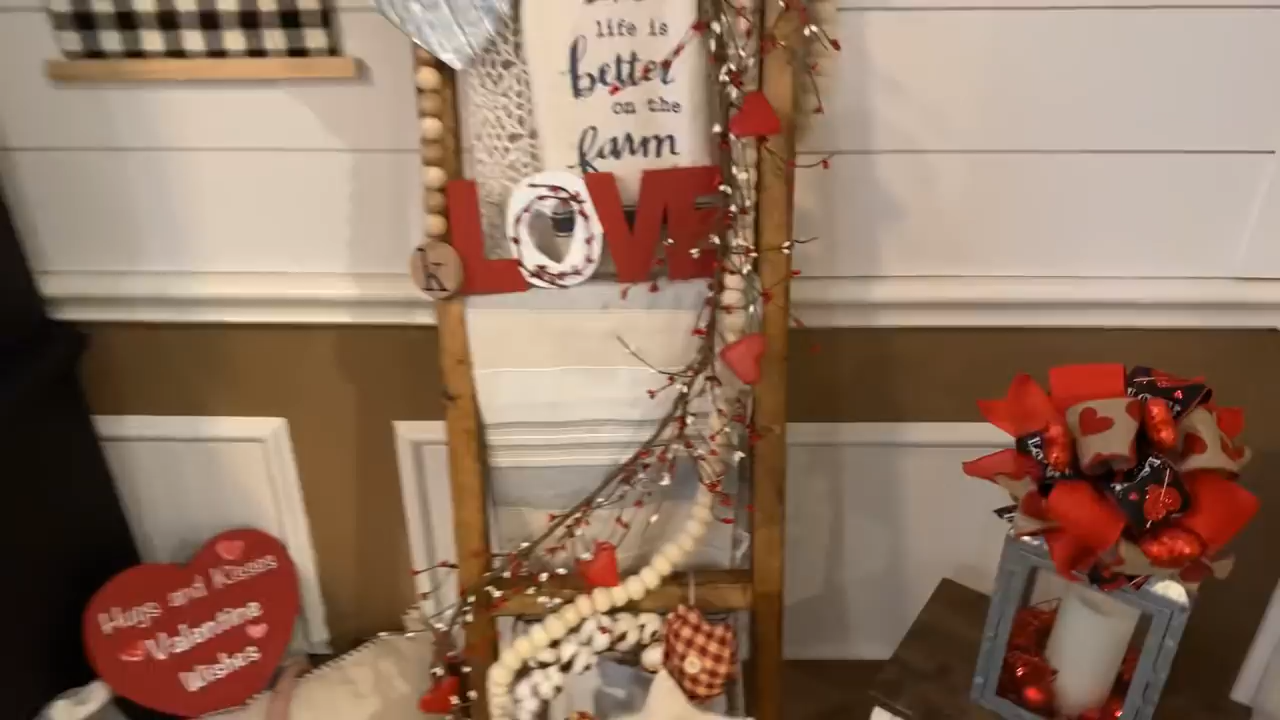 life is
better
on the
farm
LOVE
k
Hugs and Kisses
Valentine
Wishes